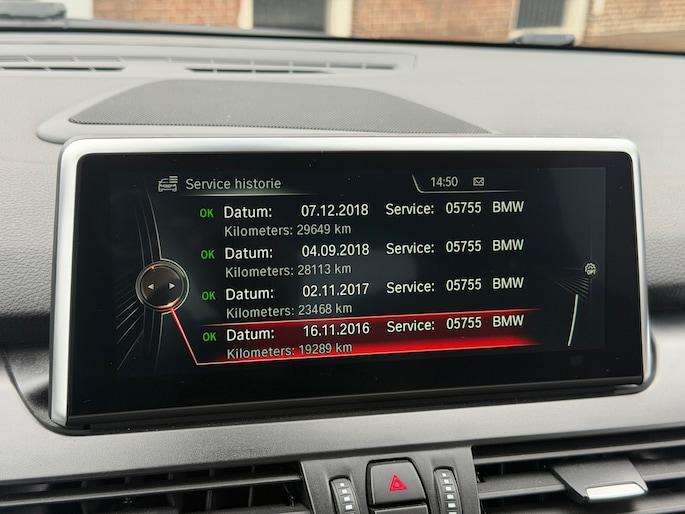 Service historie 14:50
OK Datum: 07.12.2018 Service: 05755 BMW
Kilometers: 29649 km
OK Datum: 04.09.2018 Service: 05755 BMW
Kilometers: 28113 km
OK Datum: 02.11.2017 Service: 05755 BMW
Kilometers: 23468 km
OK Datum: 16.11.2016 Service: 05755 BMW
Kilometers: 19289 km